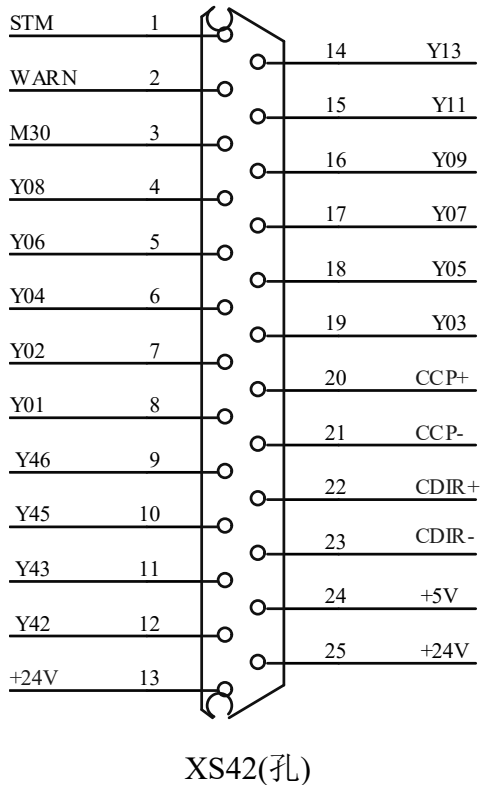 STM 1
14 Y13
WARN 2
15 Y11
M30 3
16 Y09
Y08 4
17 Y07
Y06 5
18 Y05
Y04 6
19 Y03
Y02 7
20 CCP+
Y01 8
21 CCP-
Y46 9
22 CDIR+
Y45 10
23 CDIR-
Y43 11
24 +5V
Y42 12
25 +24V
+24V 13
XS42(孔)